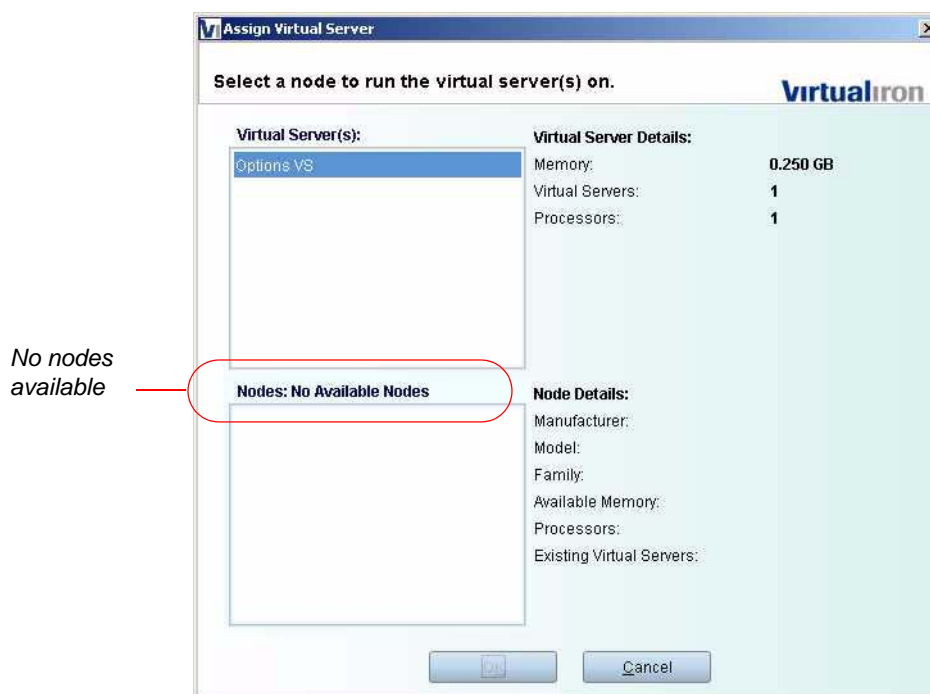 Assign Virtual Server
Select a node to run the virtual server(s) on.
Virtualiron
Virtual Server(s):
Options VS
Virtual Server Details:
Memory: 0.250 GB
Virtual Servers: 1
Processors: 1
No nodes
available
Nodes: No Available Nodes
Node Details:
Manufacturer:
Model:
Family:
Available Memory:
Processors:
Existing Virtual Servers:
OK
Cancel